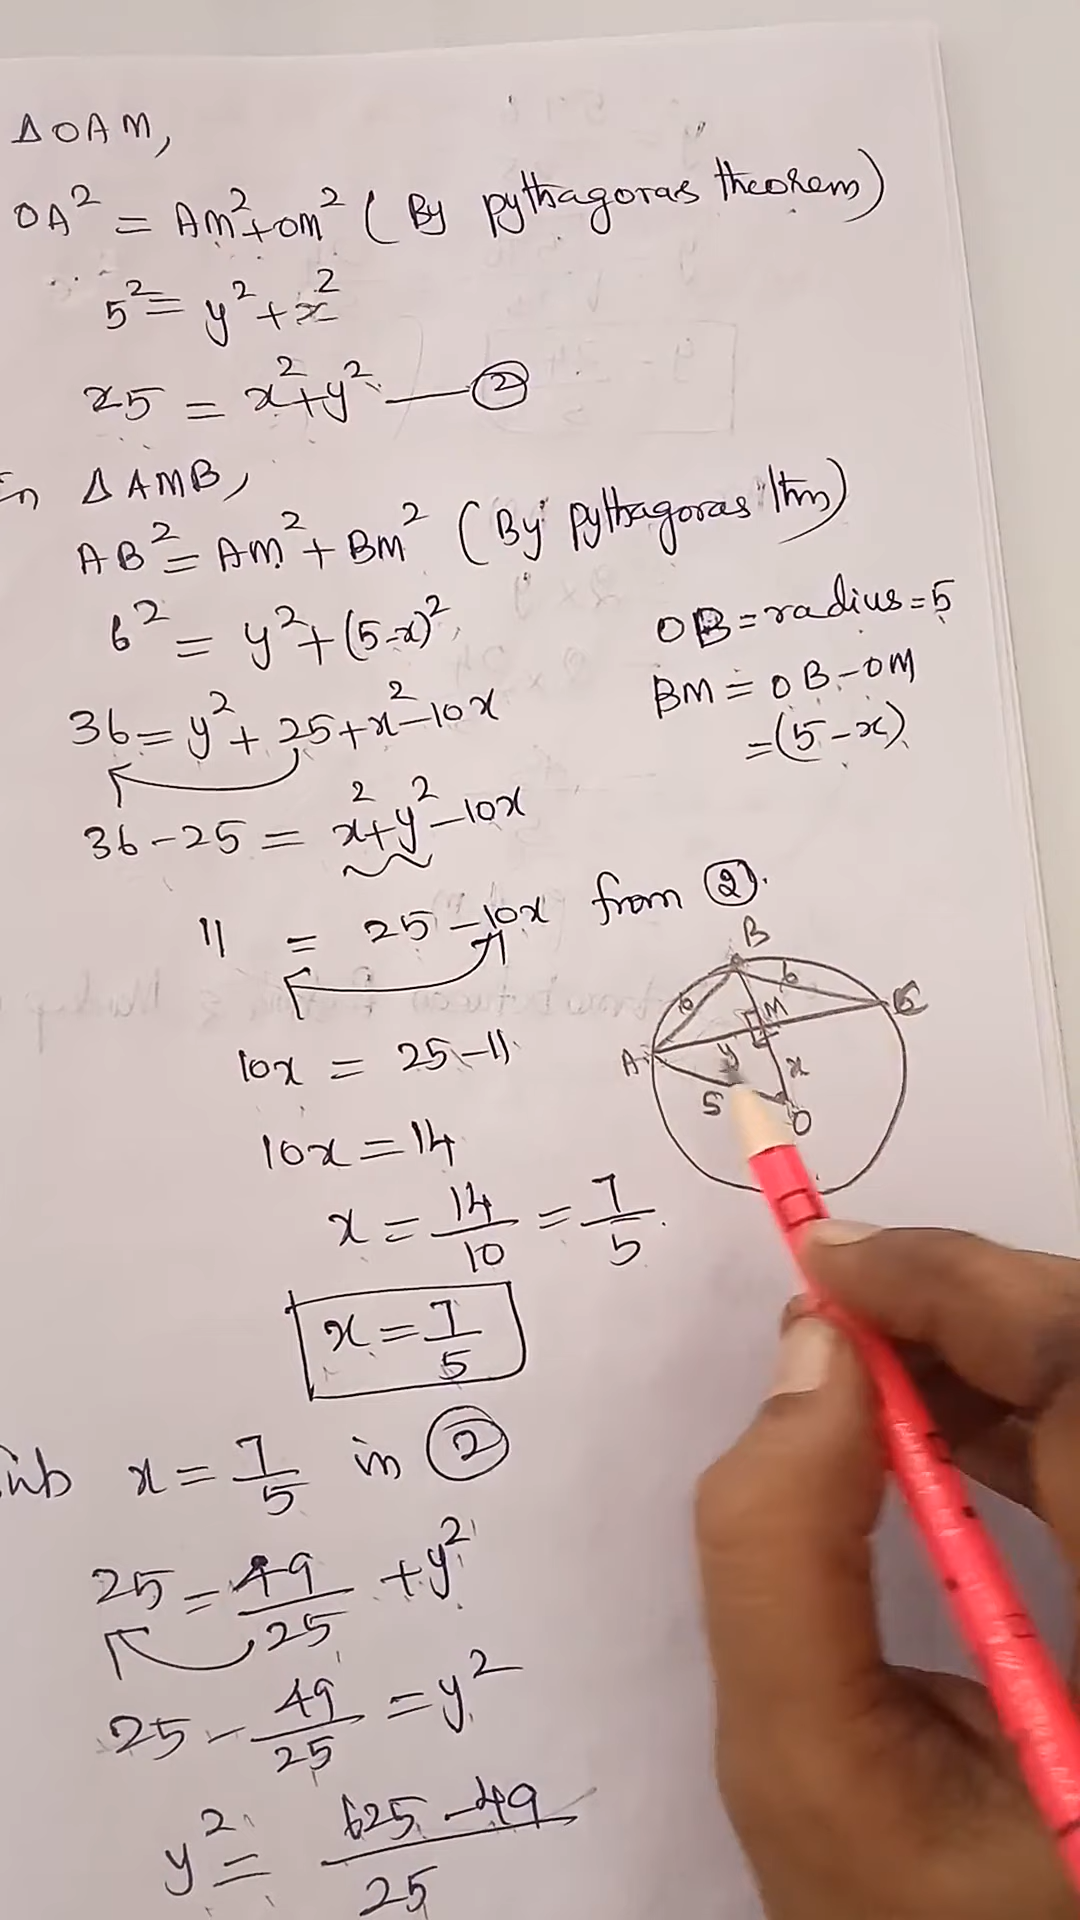 ΔOAM,
OA² = AM² + OM² (By pythagoras theorem)
5² = y² + x²
25 = x² + y² — ②
In ΔAMB,
AB² = AM² + BM² (By pythagoras thm)
6² = y² + (5-x)²
OB = radius = 5
BM = OB - OM
= (5-x)
36 = y² + 25 + x² - 10x
36 - 25 = x² + y² - 10x
11 = 25 - 10x from ②.
10x = 25 - 11
10x = 14
x = 14/10 = 7/5
x = 7/5
B
6 6
M C
A y x
5 O
x = 7/5 in ②
25 = 49/25 + y²
25 - 49/25 = y²
y² = 625 - 49 / 25